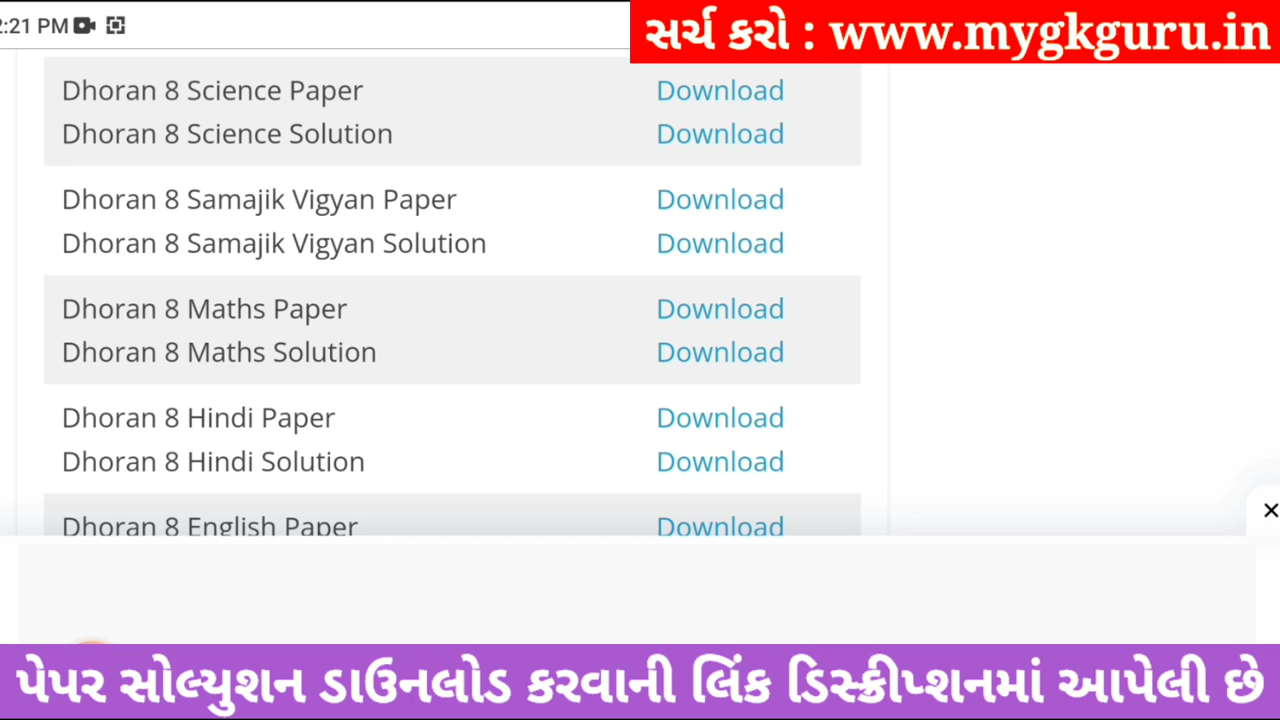 2:21 PM
સર્ચ કરો : www.mygkguru.in
Dhoran 8 Science Paper Download
Dhoran 8 Science Solution Download
Dhoran 8 Samajik Vigyan Paper Download
Dhoran 8 Samajik Vigyan Solution Download
Dhoran 8 Maths Paper Download
Dhoran 8 Maths Solution Download
Dhoran 8 Hindi Paper Download
Dhoran 8 Hindi Solution Download
Dhoran 8 English Paper Download
પેપર સોલ્યુશન ડાઉનલોડ કરવાની લિંક ડિસ્ક્રીપ્શનમાં આપેલી છે